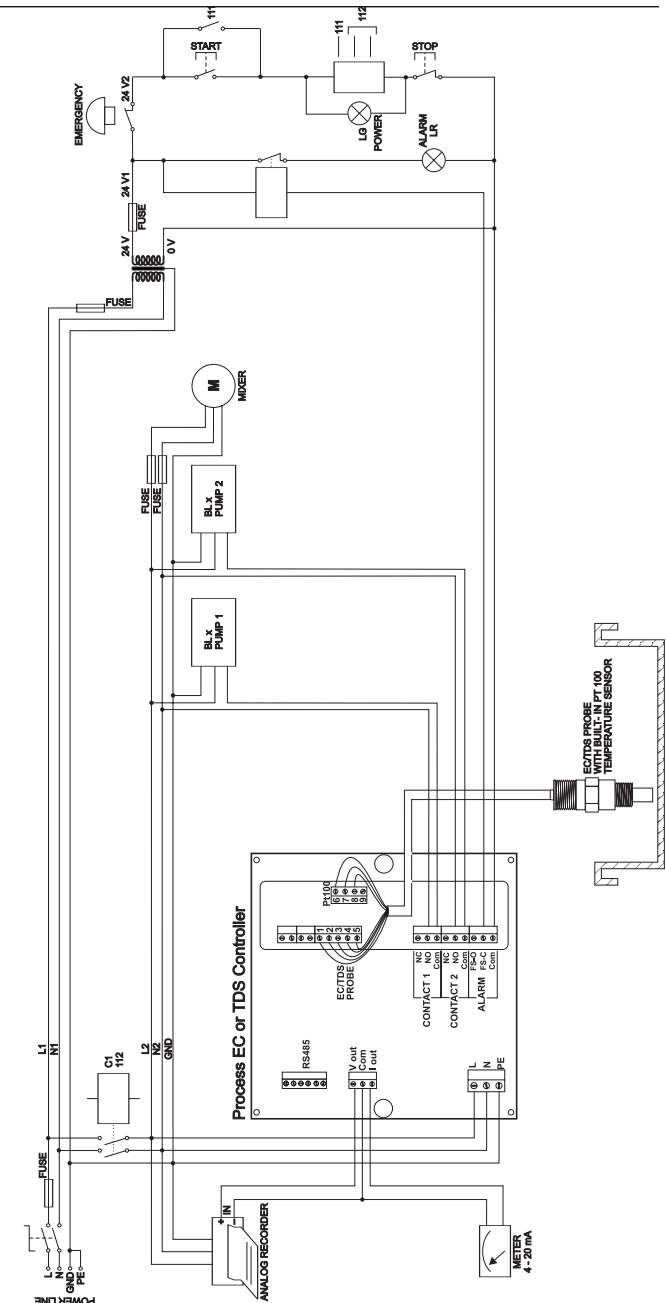 111
START
111
112
STOP
EMERGENCY
24 V2
24 V1
24 V
0 V
FUSE
FUSE
LG
POWER
ALARM
LR
M
MIXER
FUSE
FUSE
BL x
PUMP 2
BL x
PUMP 1
EC/TDS PROBE
WITH BUILT- IN PT 100
TEMPERATURE SENSOR
Process EC or TDS Controller
Pt100
6
7
8
9
1
2
3
4
5
EC/TDS
PROBE
RS485
V out
Com
I out
NC
NO
Com
CONTACT 1
NC
NO
Com
CONTACT 2
FS-O
FS-C
Com
ALARM
L
N
PE
L1
N1
C1
112
L2
N2
GND
FUSE
L
N
GND
PE
POWER LINE
+
IN
–
ANALOG RECORDER
METER
4 - 20 mA